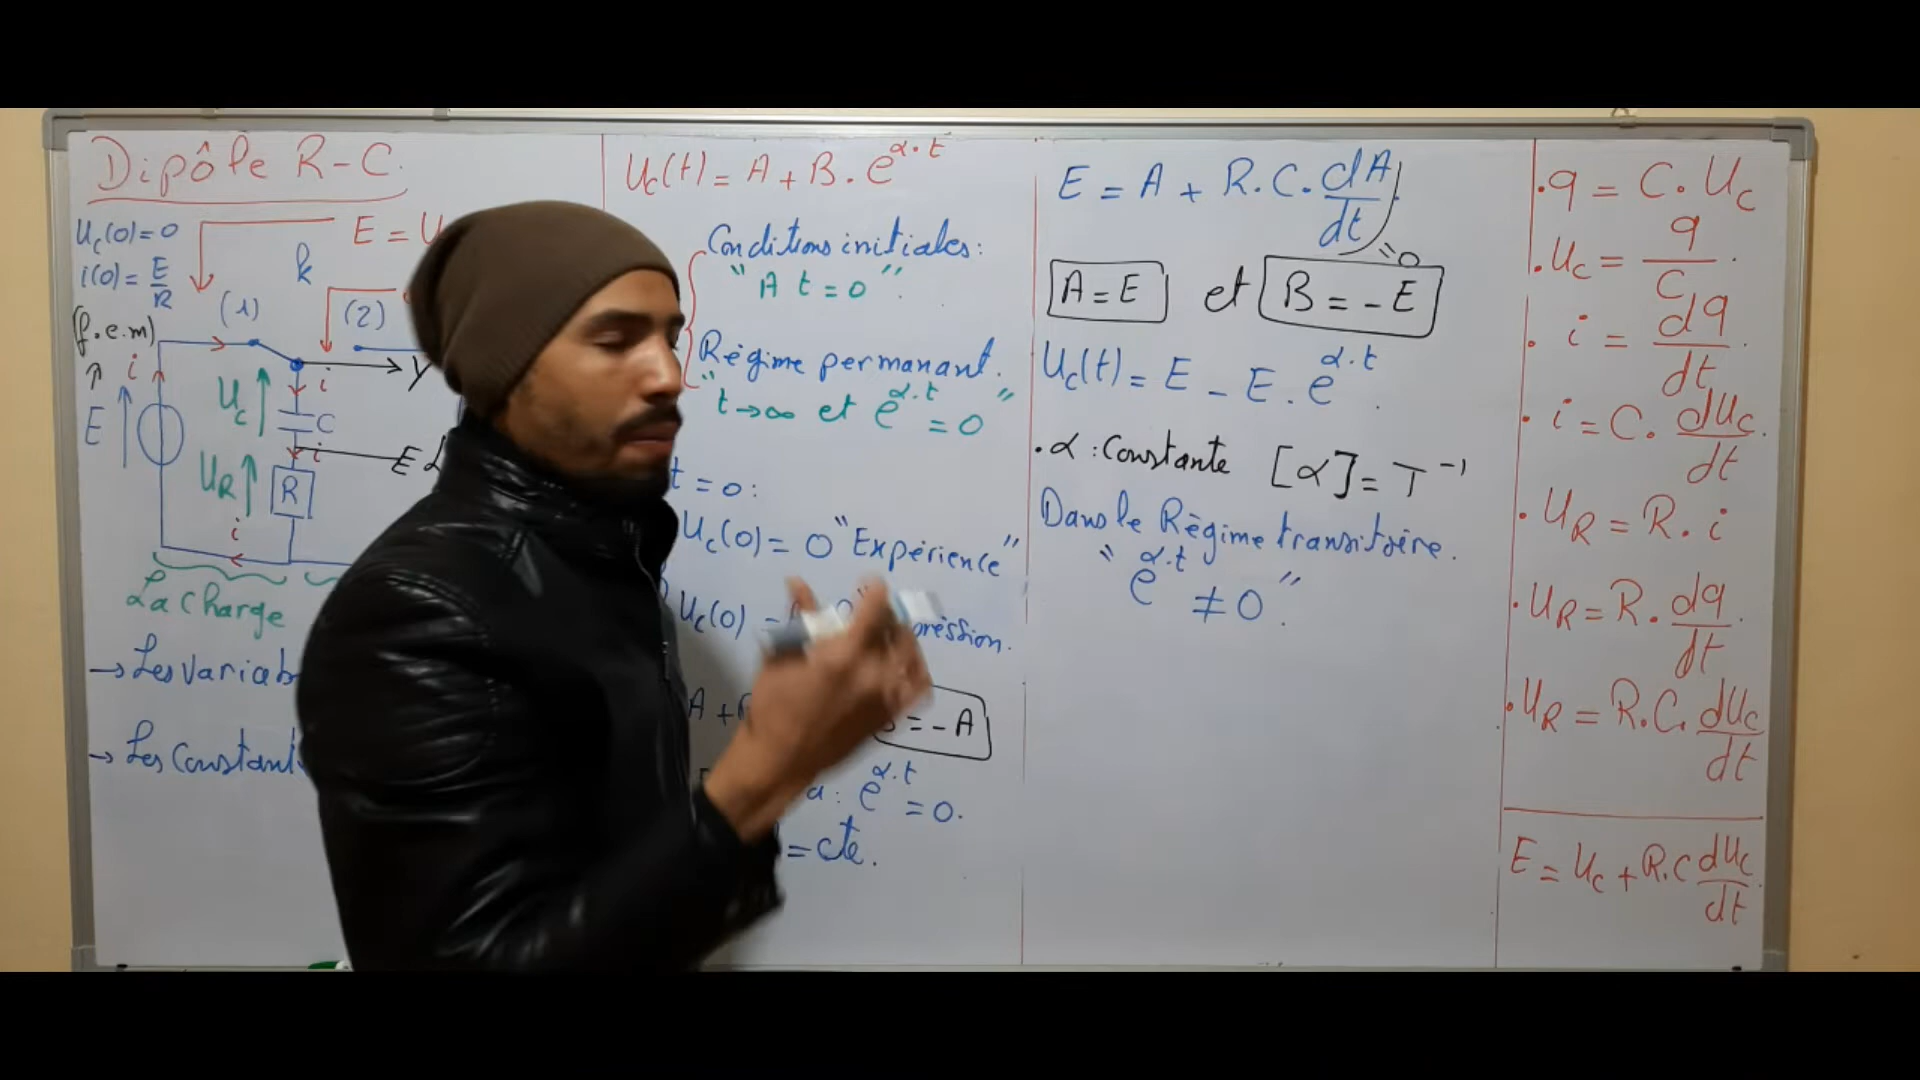 Dipôle R-C.
Uc(0)=0
i(0)=E/R
E = U
k
(1)
(2)
(f.e.m)
i
E
Uc
i
C
y
i
UR
R
i
La charge
→ Les variab
→ Les Constant
Uc(t) = A + B . e^α.t
Conditions initiales :
"A t = 0".
Régime permanant.
"t→∞ et e^α.t = 0"
t = 0 :
Uc(0) = 0 "Expérience"
Uc(0)
A +
= - A
e^α.t = 0.
= cte.
E = A + R.C. dA/dt
=0
A = E et B = - E
Uc(t) = E - E . e^α.t .
. α : Constante [α] = T^-1
Dans le Régime transitoire.
"e^α.t ≠ 0".
. q = C. Uc
. Uc = q/C .
. i = dq/dt .
. i = C. dUc/dt .
. UR = R. i
. UR = R. dq/dt .
. UR = R.C. dUc/dt
E = Uc + R.C dUc/dt .